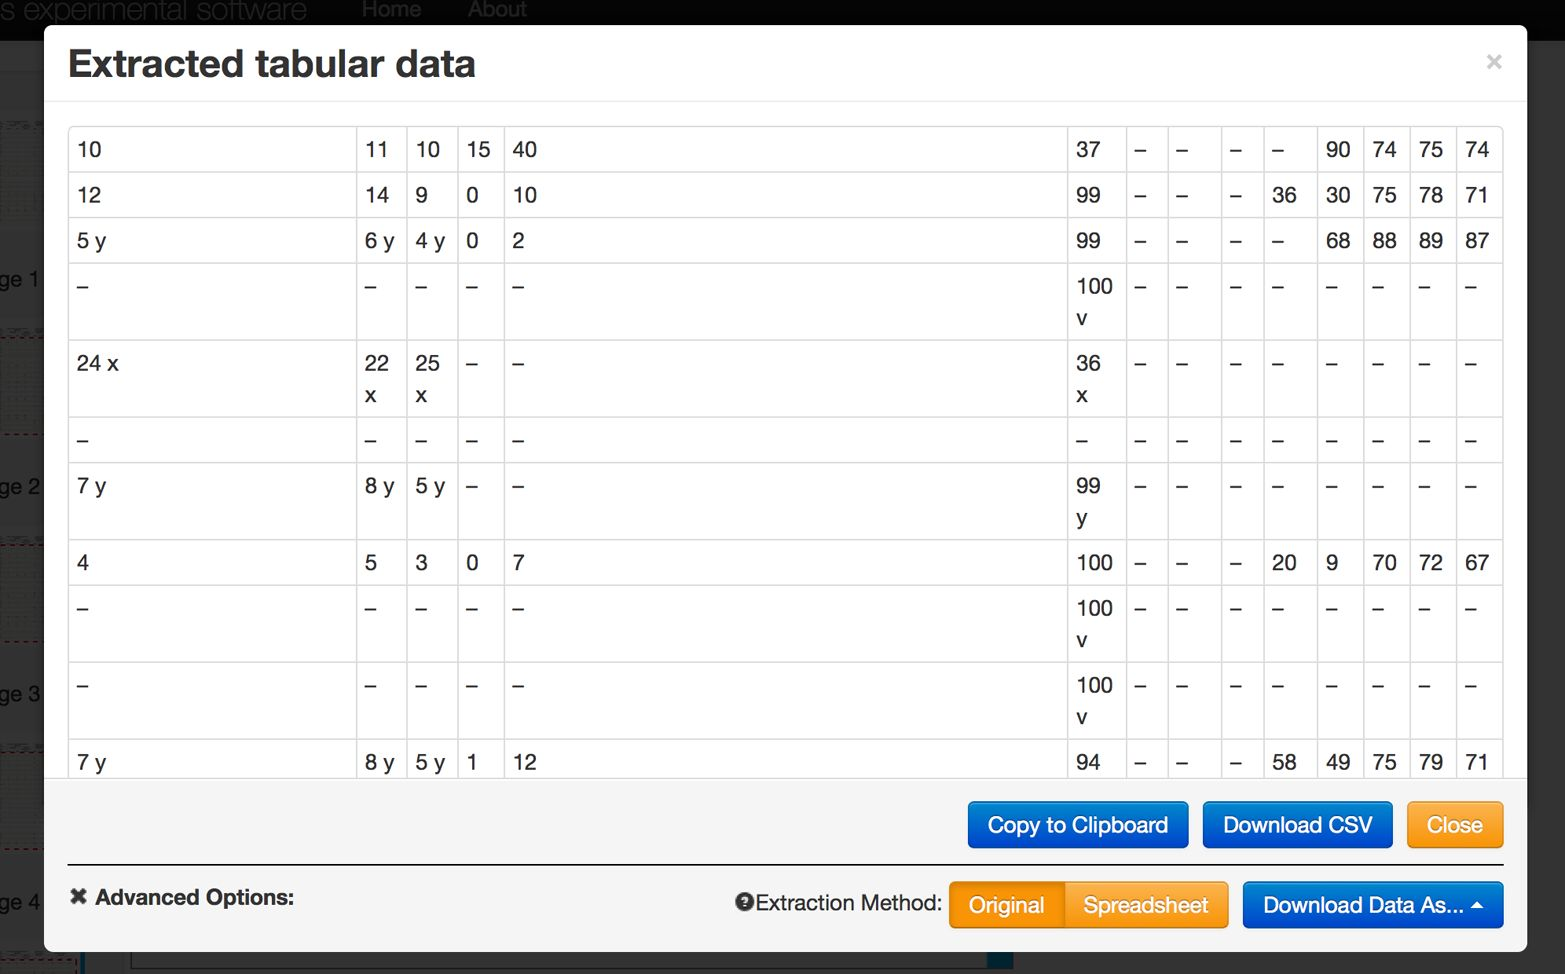 s experimental software Home About
Extracted tabular data ×
10 11 10 15 40 37 – – – – 90 74 75 74
12 14 9 0 10 99 – – – 36 30 75 78 71
5 y 6 y 4 y 0 2 99 – – – – 68 88 89 87
– – – – – 100 – – – – – – – –
v
24 x 22 25 – – 36 – – – – – – – –
x x x
– – – – – – – – – – – – – –
7 y 8 y 5 y – – 99 – – – – – – – –
y
4 5 3 0 7 100 – – – 20 9 70 72 67
– – – – – 100 – – – – – – – –
v
– – – – – 100 – – – – – – – –
v
7 y 8 y 5 y 1 12 94 – – – 58 49 75 79 71
ge 1
ge 2
ge 3
ge 4
Copy to Clipboard Download CSV Close
Advanced Options: Extraction Method: Original Spreadsheet Download Data As...